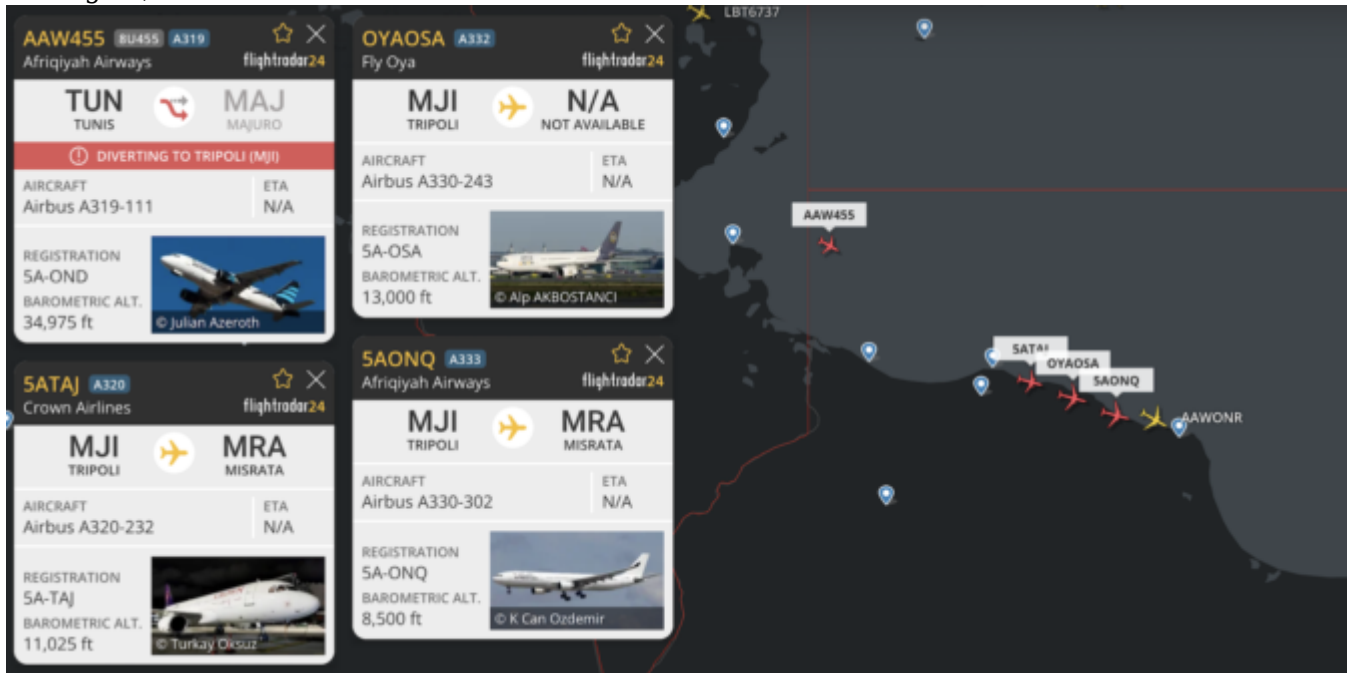 AAW455 8U455 A319
Afriqiyah Airways flightradar24
TUN MAJ
TUNIS MAJURO
DIVERTING TO TRIPOLI (MJI)
AIRCRAFT ETA
Airbus A319-111 N/A
REGISTRATION
5A-OND
BAROMETRIC ALT.
34,975 ft
© Julian Azeroth
5ATAJ A320
Crown Airlines flightradar24
MJI MRA
TRIPOLI MISRATA
AIRCRAFT ETA
Airbus A320-232 N/A
REGISTRATION
5A-TAJ
BAROMETRIC ALT.
11,025 ft
© Turkay Oksuz
OYAOSA A332
Fly Oya flightradar24
MJI N/A
TRIPOLI NOT AVAILABLE
AIRCRAFT ETA
Airbus A330-243 N/A
REGISTRATION
5A-OSA
BAROMETRIC ALT.
13,000 ft
© Alp AKBOSTANCI
5AONQ A333
Afriqiyah Airways flightradar24
MJI MRA
TRIPOLI MISRATA
AIRCRAFT ETA
Airbus A330-302 N/A
REGISTRATION
5A-ONQ
BAROMETRIC ALT.
8,500 ft
© K Can Ozdemir
LBT6737
AAW455
5ATAJ
OYAOSA
5AONQ
AAWONR